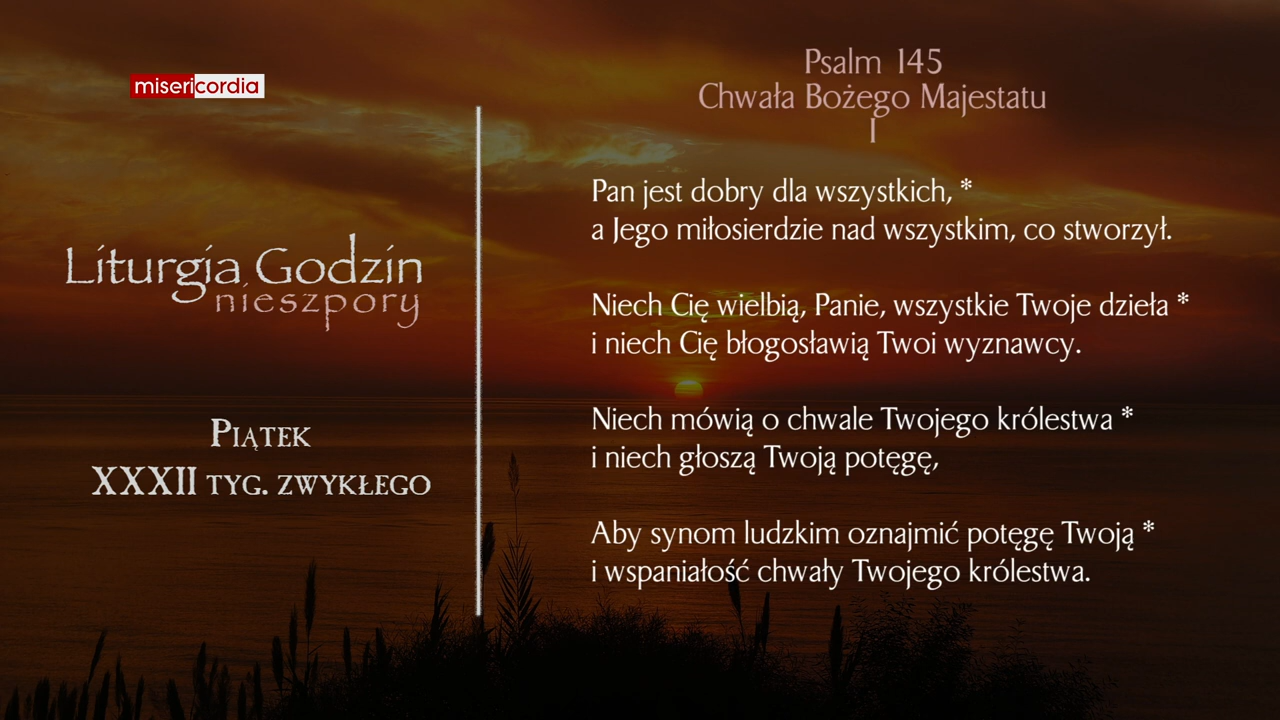 misericordia
Liturgia Godzin
nieszpory
Piątek
XXXII tyg. zwykłego
Psalm 145
Chwała Bożego Majestatu
I
Pan jest dobry dla wszystkich, *
a Jego miłosierdzie nad wszystkim, co stworzył.
Niech Cię wielbią, Panie, wszystkie Twoje dzieła *
i niech Cię błogosławią Twoi wyznawcy.
Niech mówią o chwale Twojego królestwa *
i niech głoszą Twoją potęgę,
Aby synom ludzkim oznajmić potęgę Twoją *
i wspaniałość chwały Twojego królestwa.